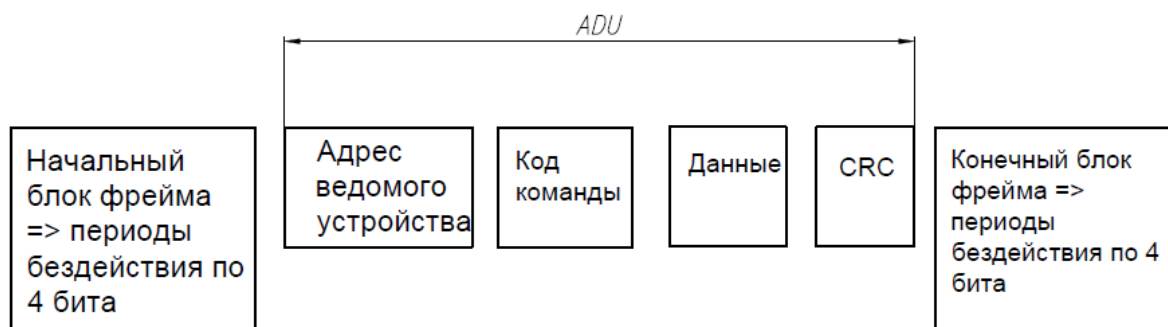 ADU
Начальный
блок фрейма
=> периоды
бездействия по
4 бита
Адрес
ведомого
устройства
Код
команды
Данные
CRC
Конечный блок
фрейма =>
периоды
бездействия по 4
бита